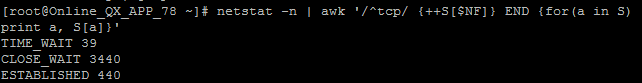 [root@Online_QX_APP_78 ~]# netstat -n | awk '/^tcp/ {++S[$NF]} END {for(a in S)
print a, S[a]}'
TIME_WAIT 39
CLOSE_WAIT 3440
ESTABLISHED 440